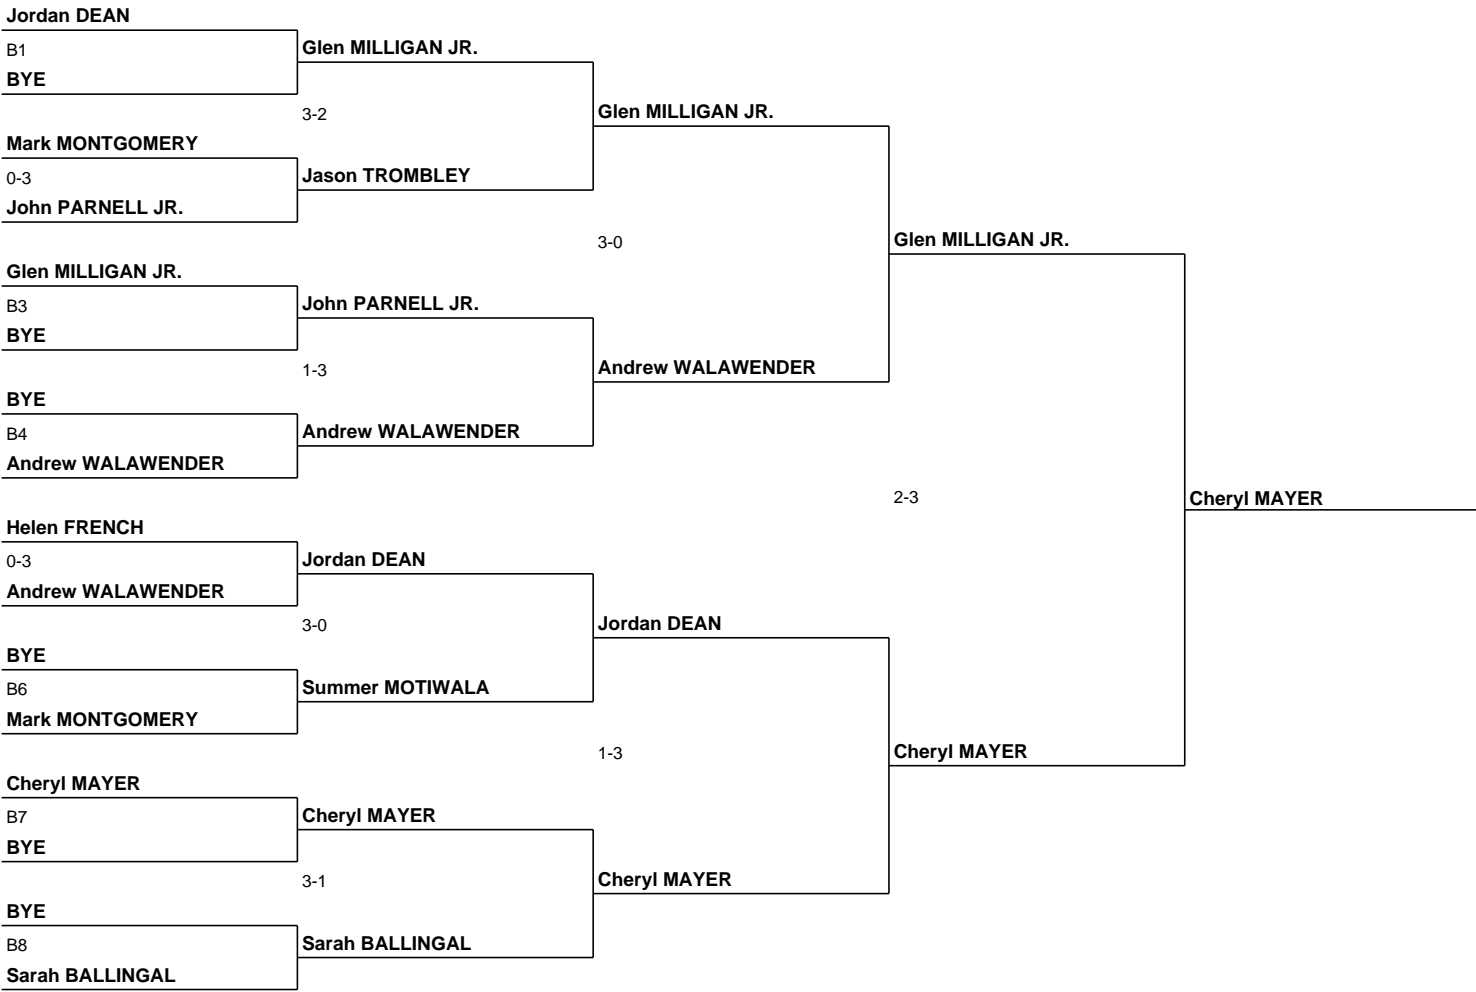 Jordan DEAN
B1
BYE
Mark MONTGOMERY
0-3
John PARNELL JR.
Glen MILLIGAN JR.
B3
BYE
BYE
B4
Andrew WALAWENDER
Helen FRENCH
0-3
Andrew WALAWENDER
BYE
B6
Mark MONTGOMERY
Cheryl MAYER
B7
BYE
BYE
B8
Sarah BALLINGAL
Glen MILLIGAN JR.
3-2
Jason TROMBLEY
John PARNELL JR.
1-3
Andrew WALAWENDER
Jordan DEAN
3-0
Summer MOTIWALA
Cheryl MAYER
3-1
Sarah BALLINGAL
Glen MILLIGAN JR.
3-0
Andrew WALAWENDER
Jordan DEAN
1-3
Cheryl MAYER
Glen MILLIGAN JR.
2-3
Cheryl MAYER
Cheryl MAYER